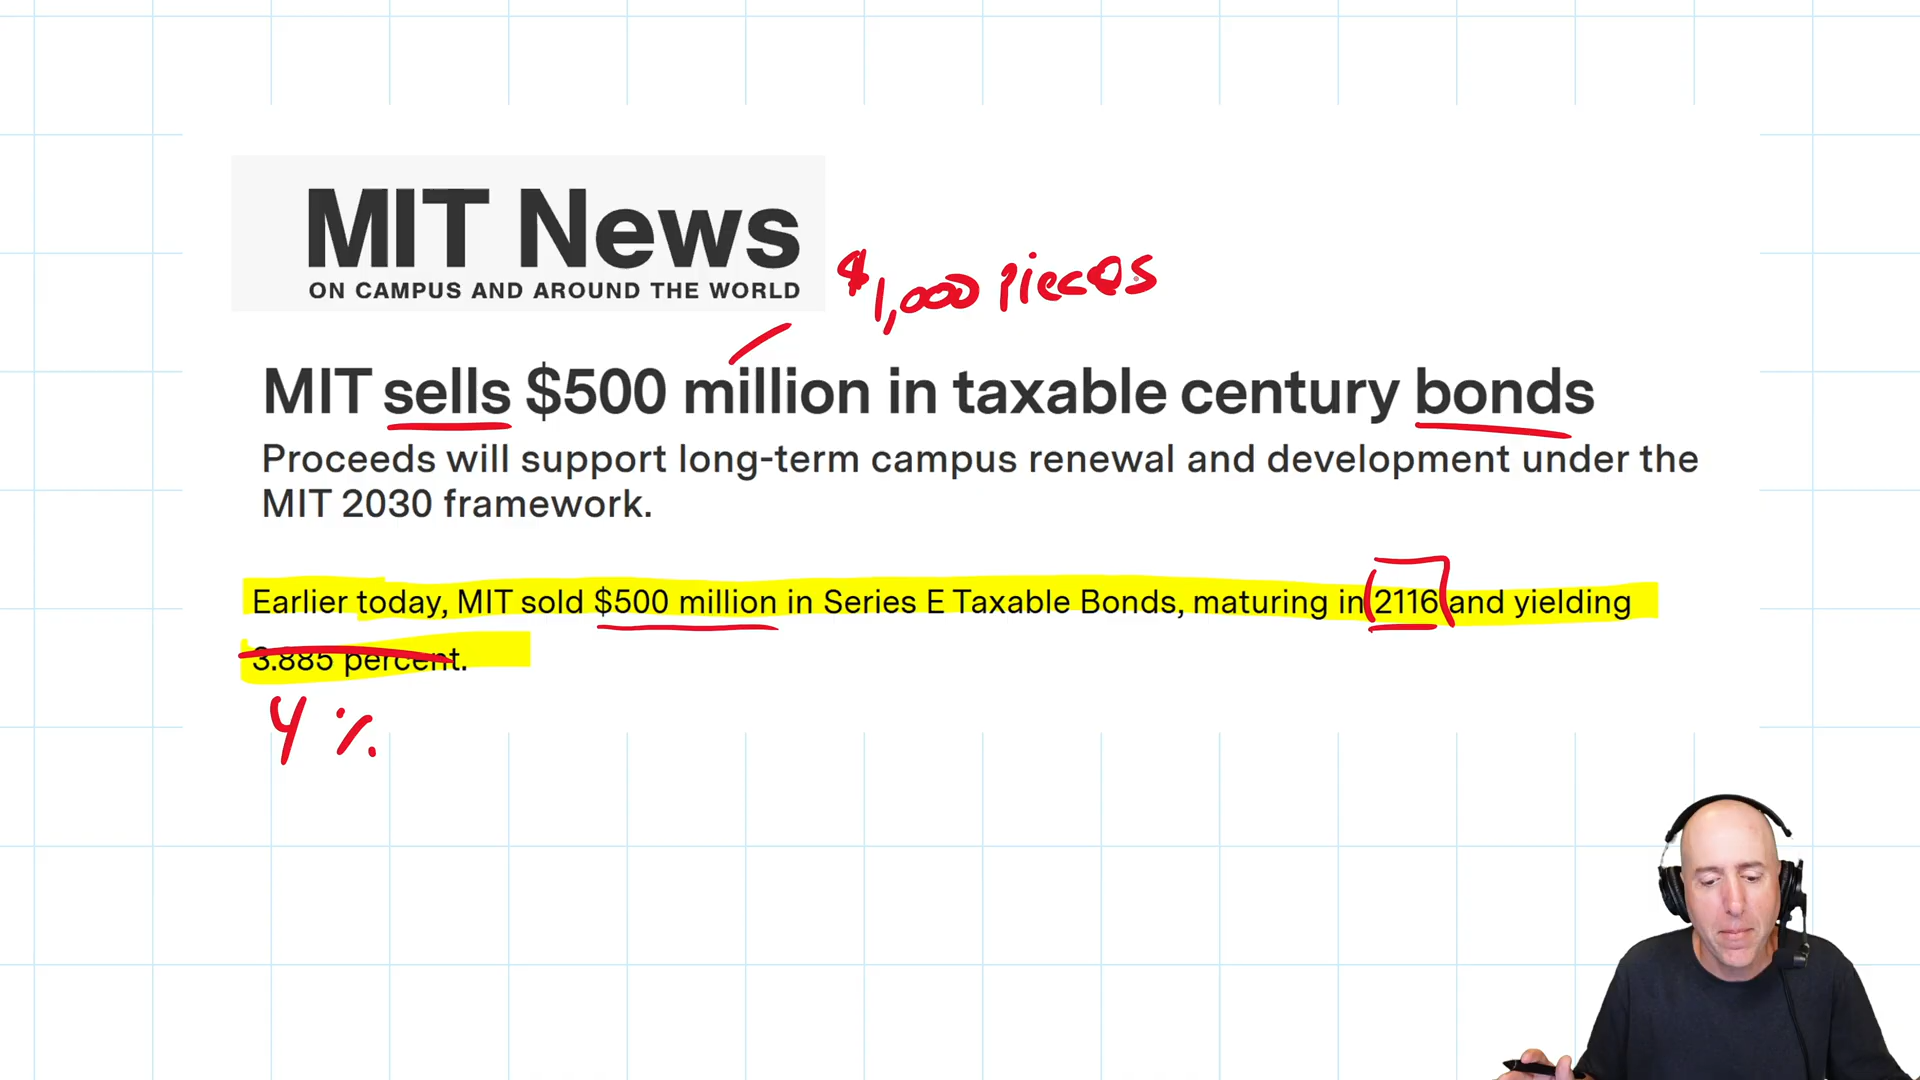 MIT News
ON CAMPUS AND AROUND THE WORLD
$1,000 pieces
MIT sells $500 million in taxable century bonds
Proceeds will support long-term campus renewal and development under the
MIT 2030 framework.
Earlier today, MIT sold $500 million in Series E Taxable Bonds, maturing in 2116 and yielding
3.885 percent.
4 %